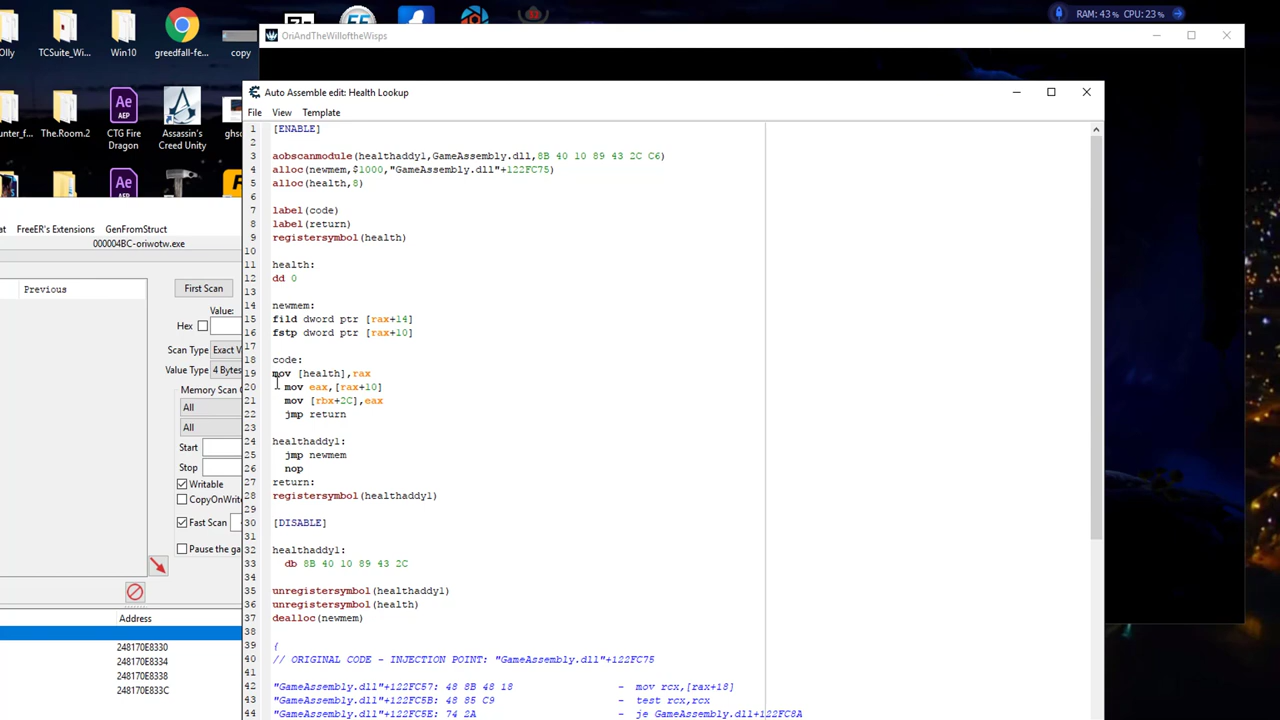 RAM: 43 % CPU: 23 %
Olly
TCSuite_Wi...
Win10
greedfall-fe...
copy
OriAndTheWilloftheWisps
unter_f...
The.Room.2
CTG Fire Dragon
Assassin's Creed Unity
ghs
FreeER's Extensions GenFromStruct
000004BC-oriwotw.exe
Previous
First Scan
Value:
Hex
Scan Type Exact V
Value Type 4 Bytes
Memory Scan
All
All
Start
Stop
Writable
CopyOnWrit
Fast Scan
Pause the ga
Address
248170E8330
248170E8334
248170E8338
248170E833C
Auto Assemble edit: Health Lookup
File View Template
1 [ENABLE]
2
3 aobscanmodule(healthaddy1,GameAssembly.dll,8B 40 10 89 43 2C C6)
4 alloc(newmem,$1000,"GameAssembly.dll"+122FC75)
5 alloc(health,8)
6
7 label(code)
8 label(return)
9 registersymbol(health)
10
11 health:
12 dd 0
13
14 newmem:
15 fild dword ptr [rax+14]
16 fstp dword ptr [rax+10]
17
18 code:
19 mov [health],rax
20 mov eax,[rax+10]
21 mov [rbx+2C],eax
22 jmp return
23
24 healthaddy1:
25 jmp newmem
26 nop
27 return:
28 registersymbol(healthaddy1)
29
30 [DISABLE]
31
32 healthaddy1:
33 db 8B 40 10 89 43 2C
34
35 unregistersymbol(healthaddy1)
36 unregistersymbol(health)
37 dealloc(newmem)
38
39 {
40 // ORIGINAL CODE - INJECTION POINT: "GameAssembly.dll"+122FC75
41
42 "GameAssembly.dll"+122FC57: 48 8B 48 18 - mov rcx,[rax+18]
43 "GameAssembly.dll"+122FC5B: 48 85 C9 - test rcx,rcx
44 "GameAssembly.dll"+122FC5E: 74 2A - je GameAssembly.dll+122FC8A